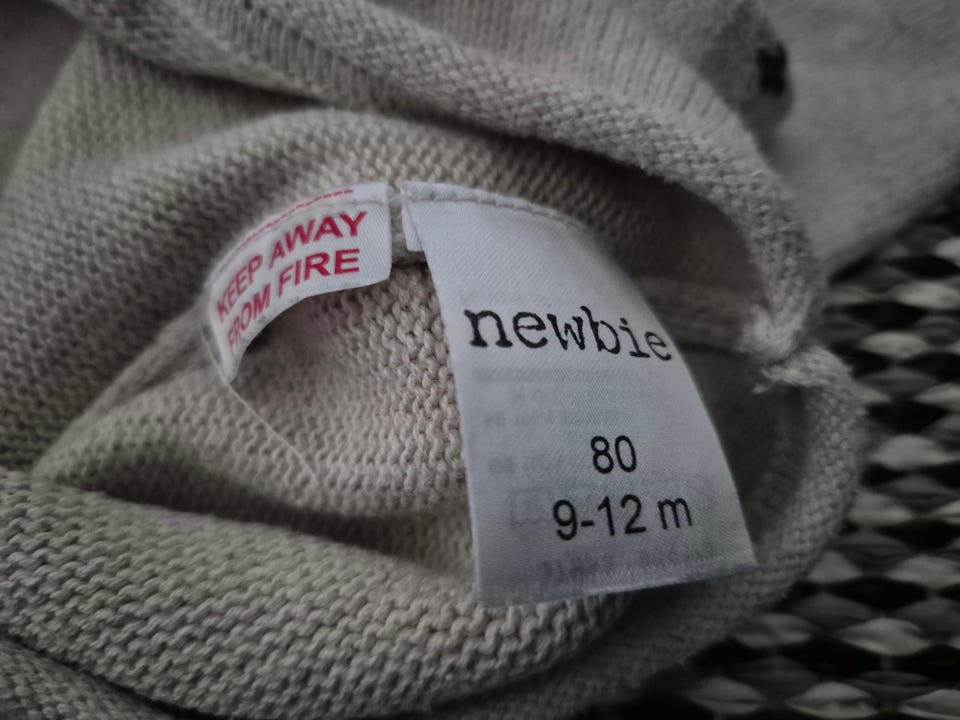 KEEP AWAY
FROM FIRE
newbie
80
9-12 m